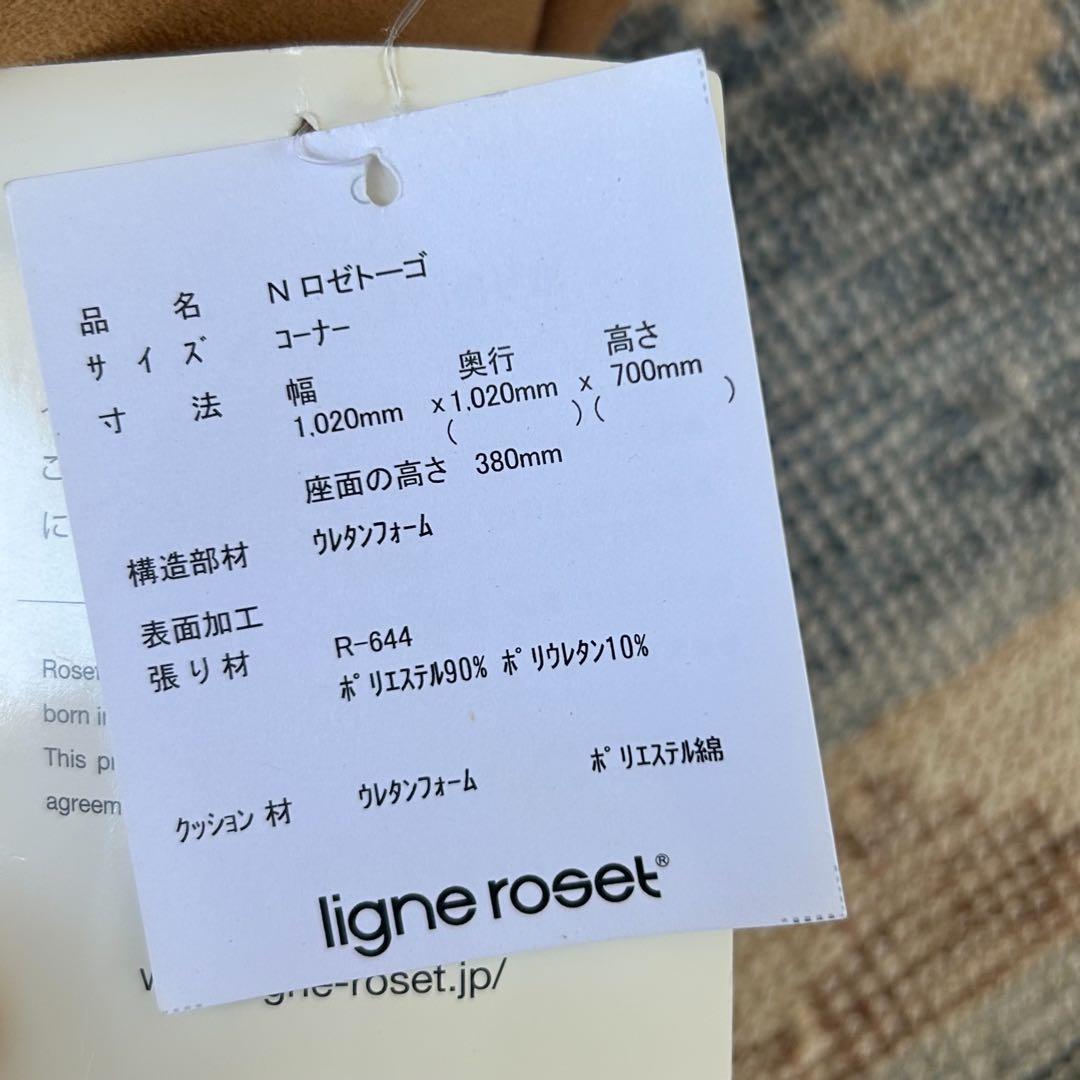 品名 N ロゼトーゴ
サイズ コーナー
寸法 幅 奥行 高さ
1,020mm x 1,020mm x 700mm
( ) ( )
座面の高さ 380mm
構造部材 ウレタンフォーム
表面加工
張り材 R-644
ポリエステル90% ポリウレタン10%
クッション材 ウレタンフォーム ポリエステル綿
ligne roset®
に
Roset
born in
This
agreem
gne-roset.jp/